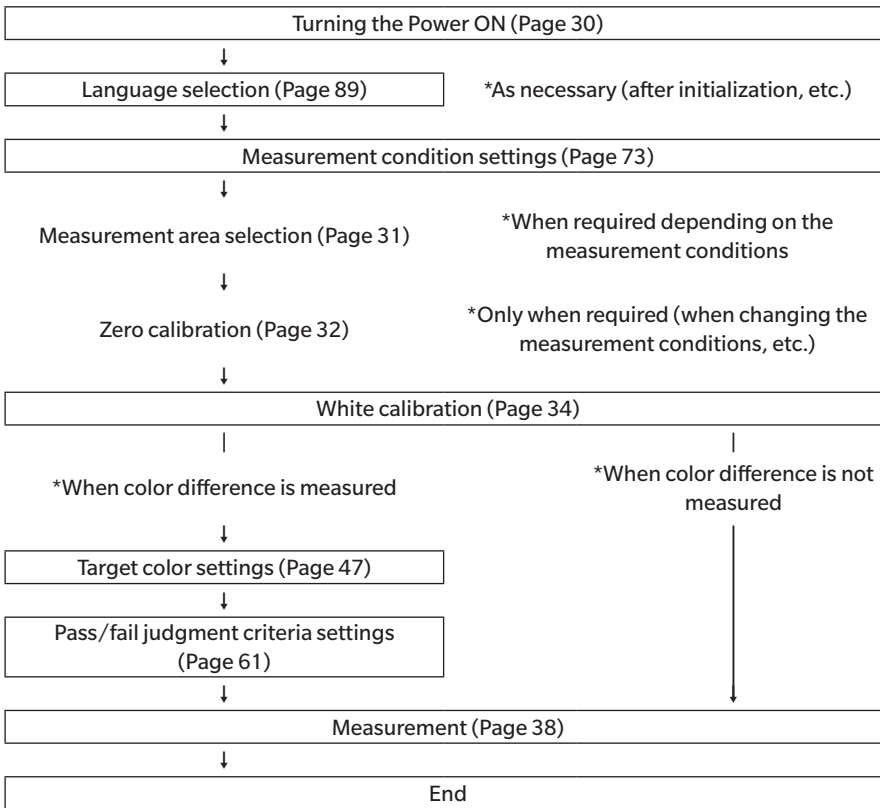 Turning the Power ON (Page 30)
Language selection (Page 89)
*As necessary (after initialization, etc.)
Measurement condition settings (Page 73)
Measurement area selection (Page 31)
*When required depending on the
measurement conditions
Zero calibration (Page 32)
*Only when required (when changing the
measurement conditions, etc.)
White calibration (Page 34)
*When color difference is measured
*When color difference is not
measured
Target color settings (Page 47)
Pass/fail judgment criteria settings
(Page 61)
Measurement (Page 38)
End